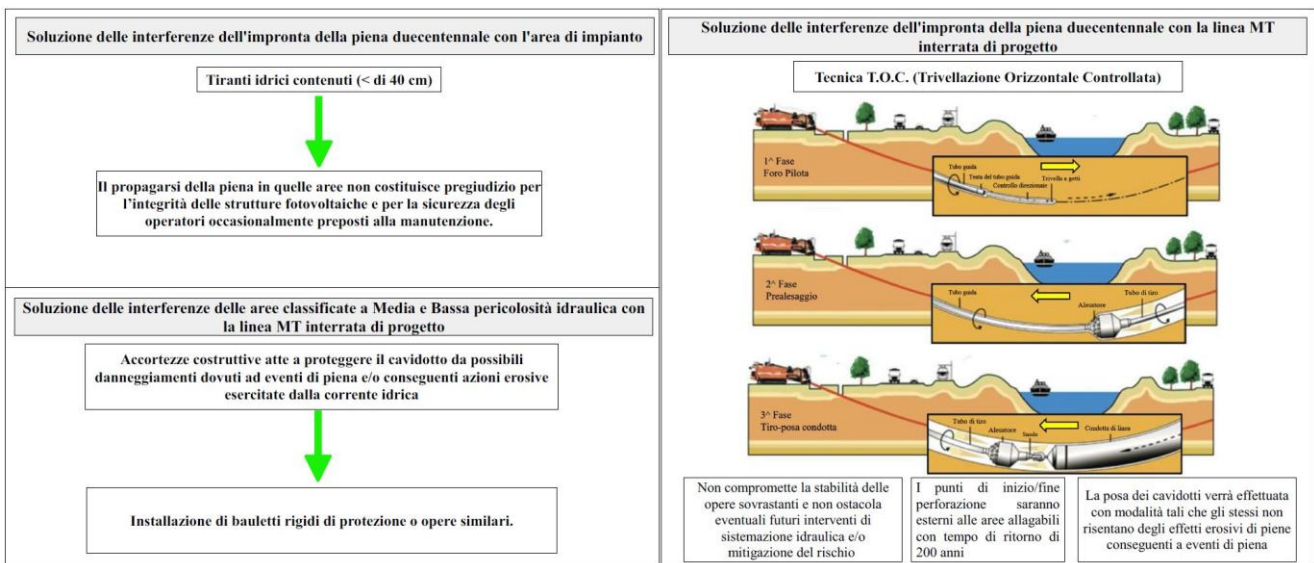 Soluzione delle interferenze dell'impronta della piena duecentennale con l'area di impianto
Tiranti idrici contenuti (< di 40 cm)
Il propagarsi della piena in quelle aree non costituisce pregiudizio per
l'integrità delle strutture fotovoltaiche e per la sicurezza degli
operatori occasionalmente preposti alla manutenzione.
Soluzione delle interferenze delle aree classificate a Media e Bassa pericolosità idraulica con
la linea MT interrata di progetto
Accortezze costruttive atte a proteggere il cavidotto da possibili
danneggiamenti dovuti ad eventi di piena e/o conseguenti azioni erosive
esercitate dalla corrente idrica
Installazione di bauletti rigidi di protezione o opere similari.
Soluzione delle interferenze dell'impronta della piena duecentennale con la linea MT
interrata di progetto
Tecnica T.O.C. (Trivellazione Orizzontale Controllata)
1^ Fase
Foro Pilota
Tubo guida
Testa del tubo guida
Controllo direzionale
Trivella a getti
2^ Fase
Prealesaggio
Tubo guida
Alesatore
Tubo di tiro
3^ Fase
Tiro-posa condotta
Tubo di tiro
Alesatore
Snodo
Condotto di linea
Non compromette la stabilità delle
opere sovrastanti e non ostacola
eventuali futuri interventi di
sistemazione idraulica e/o
mitigazione del rischio
I punti di inizio/fine
perforazione saranno
esterni alle aree allagabili
con tempo di ritorno di
200 anni
La posa dei cavidotti verrà effettuata
con modalità tali che gli stessi non
risentano degli effetti erosivi di piene
conseguenti a eventi di piena